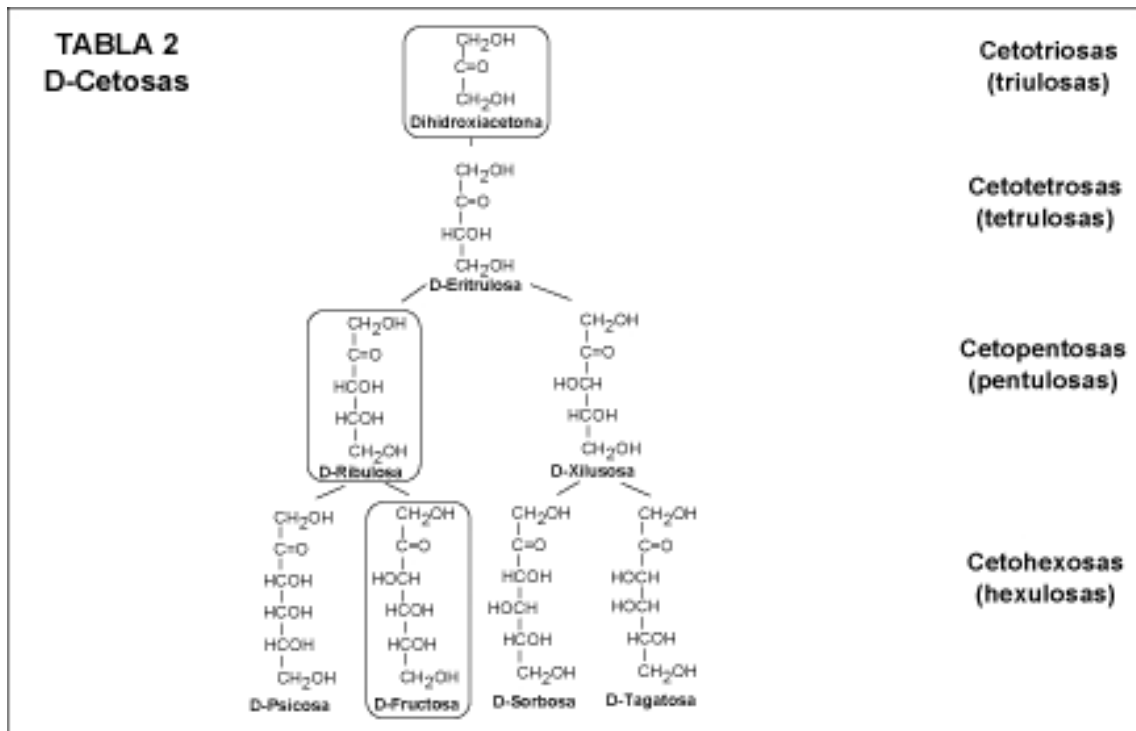 TABLA 2
D-Cetosas
CH2OH
C=O
CH2OH
Dihidroxiacetona
Cetotriosas
(triulosas)
CH2OH
C=O
HCOH
CH2OH
D-Eritrulosa
Cetotetrosas
(tetrulosas)
CH2OH
C=O
HCOH
HCOH
CH2OH
D-Ribulosa
CH2OH
C=O
HOCH
HCOH
CH2OH
D-Xilusosa
Cetopentosas
(pentulosas)
CH2OH
C=O
HCOH
HCOH
HCOH
CH2OH
D-Psicosa
CH2OH
C=O
HOCH
HCOH
HCOH
CH2OH
D-Fructosa
CH2OH
C=O
HCOH
HOCH
HCOH
CH2OH
D-Sorbosa
CH2OH
C=O
HOCH
HOCH
HCOH
CH2OH
D-Tagatosa
Cetohexosas
(hexulosas)